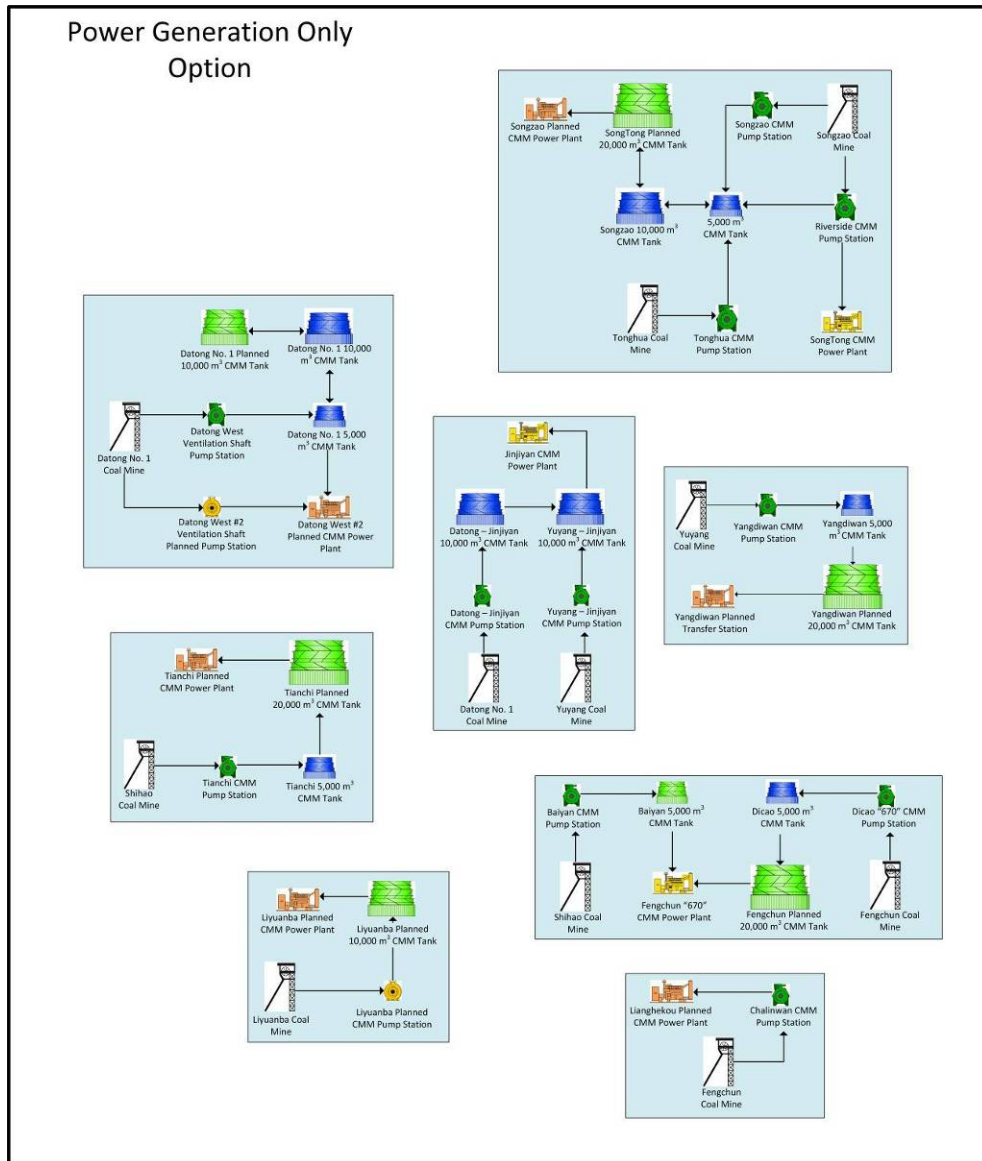 Power Generation Only
Option
Songzao Planned
CMM Power Plant
SongTong Planned
20,000 m³ CMM Tank
Songzao CMM
Pump Station
Songzao Coal
Mine
Songzao 10,000 m³
CMM Tank
5,000 m³
CMM Tank
Riverside CMM
Pump Station
Tonghua Coal
Mine
Tonghua CMM
Pump Station
SongTong CMM
Power Plant
Datong No. 1 Planned
10,000 m³ CMM Tank
Datong No. 1 10,000
m³ CMM Tank
Datong No. 1
Coal Mine
Datong West
Ventilation Shaft
Pump Station
Datong No. 1 5,000
m³ CMM Tank
Datong West #2
Ventilation Shaft
Planned Pump Station
Datong West #2
Planned CMM Power
Plant
Jinjiyan CMM
Power Plant
Datong – Jinjiyan
10,000 m³ CMM Tank
Yuyang – Jinjiyan
10,000 m³ CMM Tank
Datong – Jinjiyan
CMM Pump Station
Yuyang – Jinjiyan
CMM Pump Station
Datong No. 1
Coal Mine
Yuyang Coal
Mine
Yuyang
Coal Mine
Yangdiwan CMM
Pump Station
Yangdiwan 5,000
m³ CMM Tank
Yangdiwan Planned
Transfer Station
Yangdiwan Planned
20,000 m³ CMM Tank
Tianchi Planned
CMM Power Plant
Tianchi Planned
20,000 m³ CMM Tank
Shihao
Coal Mine
Tianchi CMM
Pump Station
Tianchi 5,000 m³
CMM Tank
Baiyan CMM
Pump Station
Baiyan 5,000 m³
CMM Tank
Dicao 5,000 m³
CMM Tank
Dicao "670" CMM
Pump Station
Shihao Coal
Mine
Fengchun "670"
CMM Power Plant
Fengchun Planned
20,000 m³ CMM Tank
Fengchun Coal
Mine
Liyuanba Planned
CMM Power Plant
Liyuanba Planned
10,000 m³ CMM Tank
Liyuanba Coal
Mine
Liyuanba Planned
CMM Pump Station
Lianghekou Planned
CMM Power Plant
Chalinwan CMM
Pump Station
Fengchun
Coal Mine